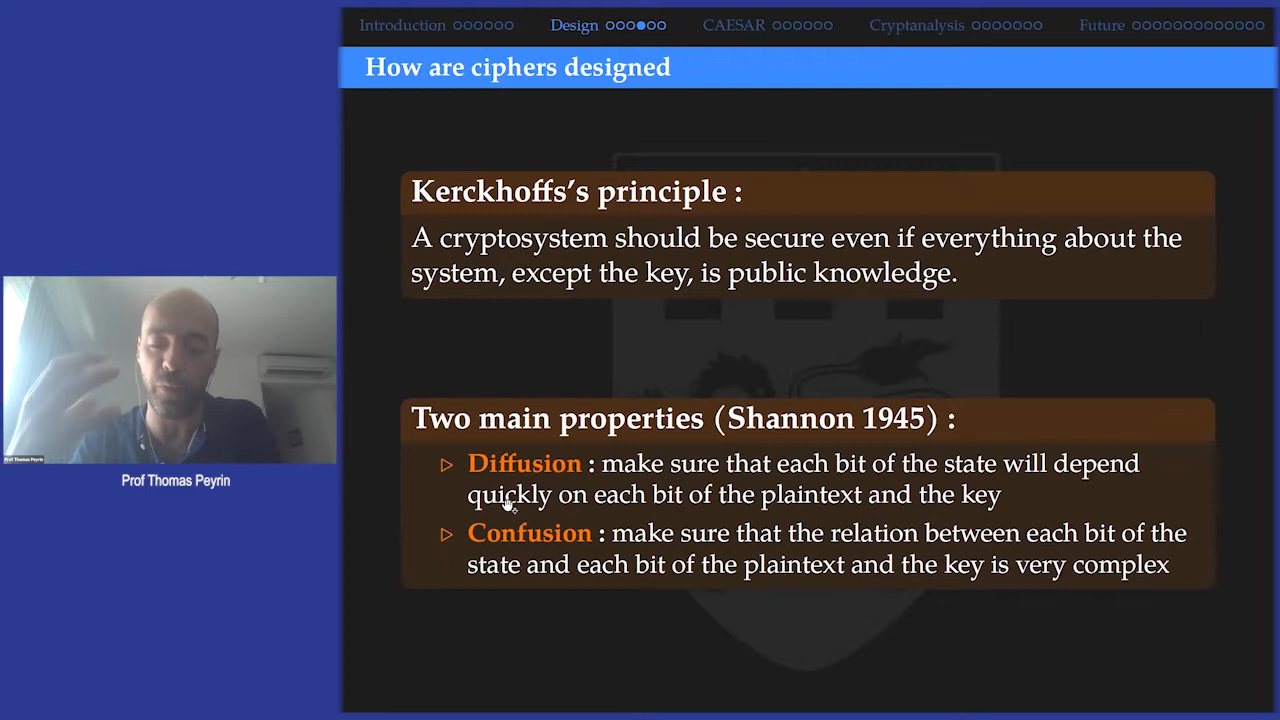 Introduction Design CAESAR Cryptanalysis Future
How are ciphers designed
Kerckhoffs's principle :
A cryptosystem should be secure even if everything about the
system, except the key, is public knowledge.
Two main properties (Shannon 1945) :
Diffusion : make sure that each bit of the state will depend
quickly on each bit of the plaintext and the key
Confusion : make sure that the relation between each bit of the
state and each bit of the plaintext and the key is very complex
Prof Thomas Peyrin
Prof Thomas Peyrin